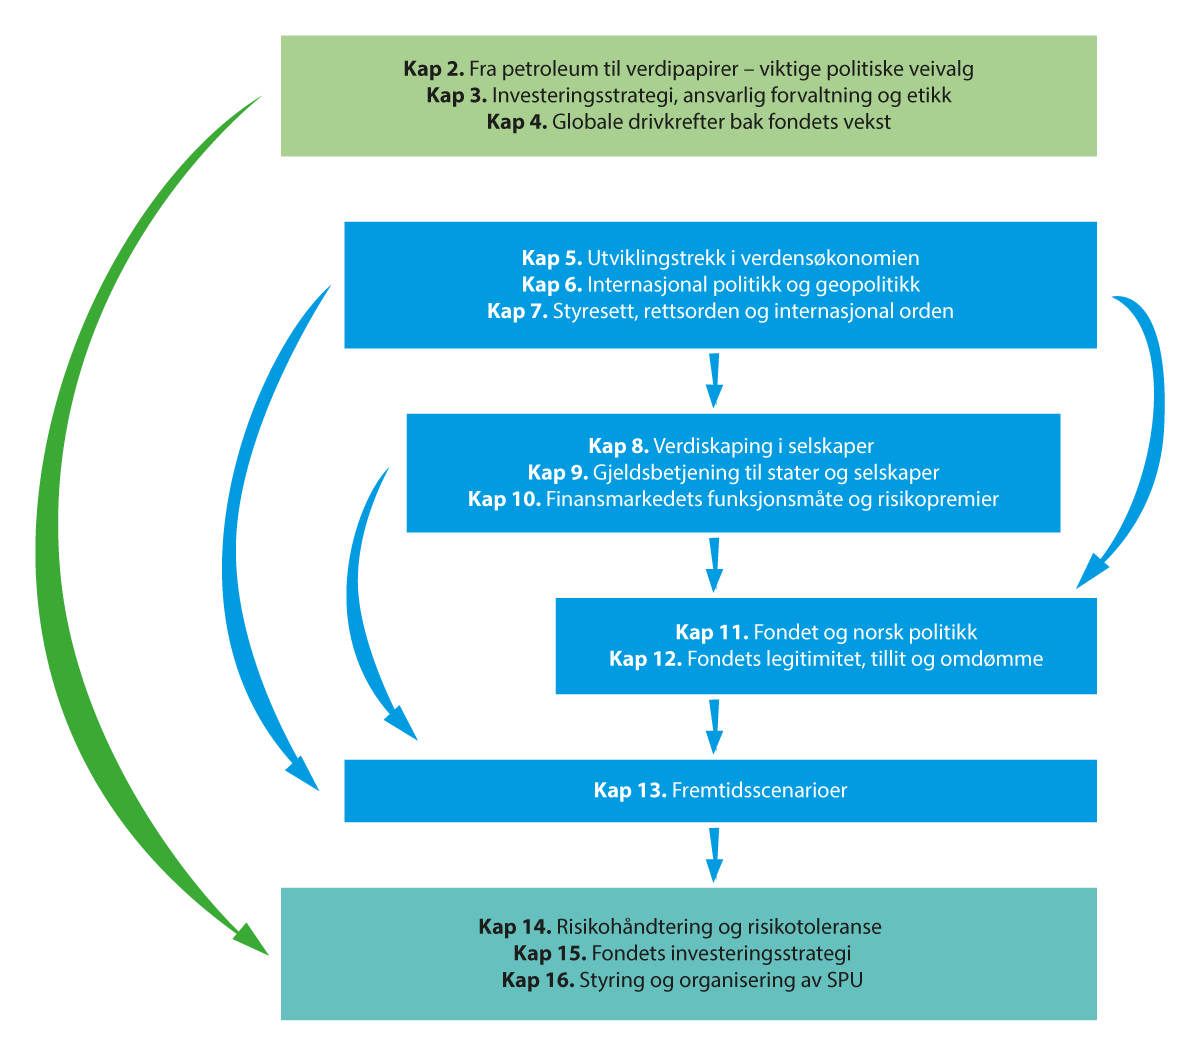 Kap 2. Fra petroleum til verdipapirer – viktige politiske veivalg
Kap 3. Investeringsstrategi, ansvarlig forvaltning og etikk
Kap 4. Globale drivkrefter bak fondets vekst
Kap 5. Utviklingstrekk i verdensøkonomien
Kap 6. Internasjonal politikk og geopolitikk
Kap 7. Styresett, rettsorden og internasjonal orden
Kap 8. Verdiskaping i selskaper
Kap 9. Gjeldsbetjening til stater og selskaper
Kap 10. Finansmarkedets funksjonsmåte og risikopremier
Kap 11. Fondet og norsk politikk
Kap 12. Fondets legitimitet, tillit og omdømme
Kap 13. Fremtidsscenarioer
Kap 14. Risikohåndtering og risikotoleranse
Kap 15. Fondets investeringsstrategi
Kap 16. Styring og organisering av SPU